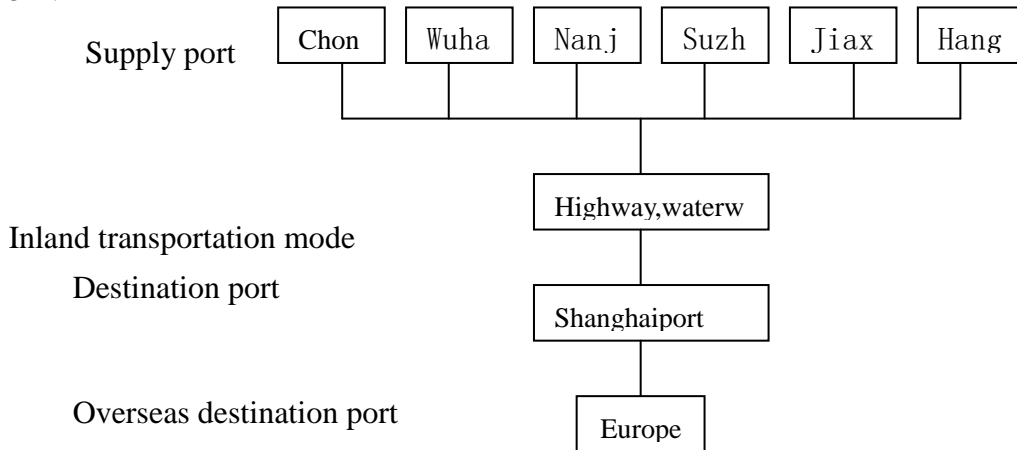 Supply port Chon Wuha Nanj Suzh Jiax Hang
Highway,waterw
Inland transportation mode
Destination port
Shanghaiport
Overseas destination port
Europe